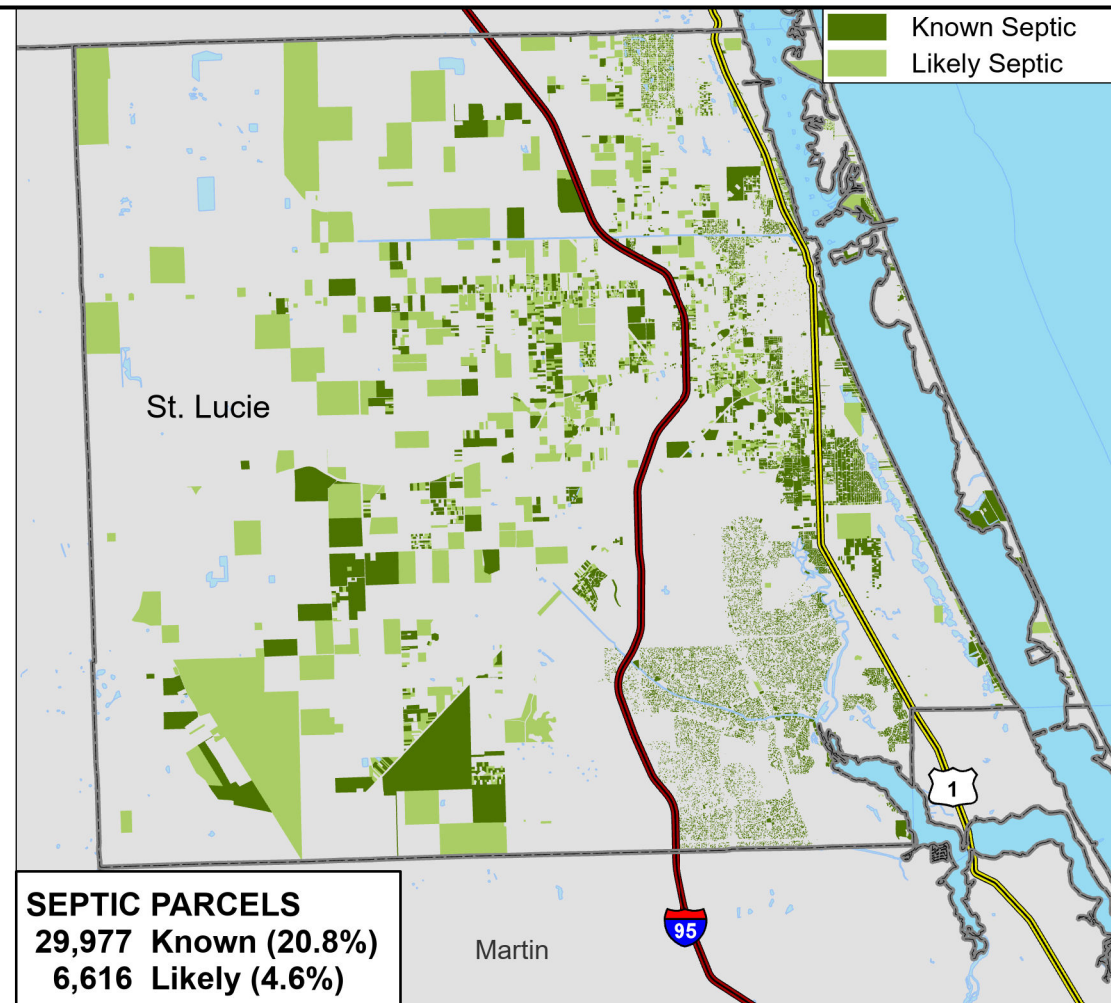 Known Septic
Likely Septic
St. Lucie
1
SEPTIC PARCELS
29,977 Known (20.8%)
6,616 Likely (4.6%)
Martin
95